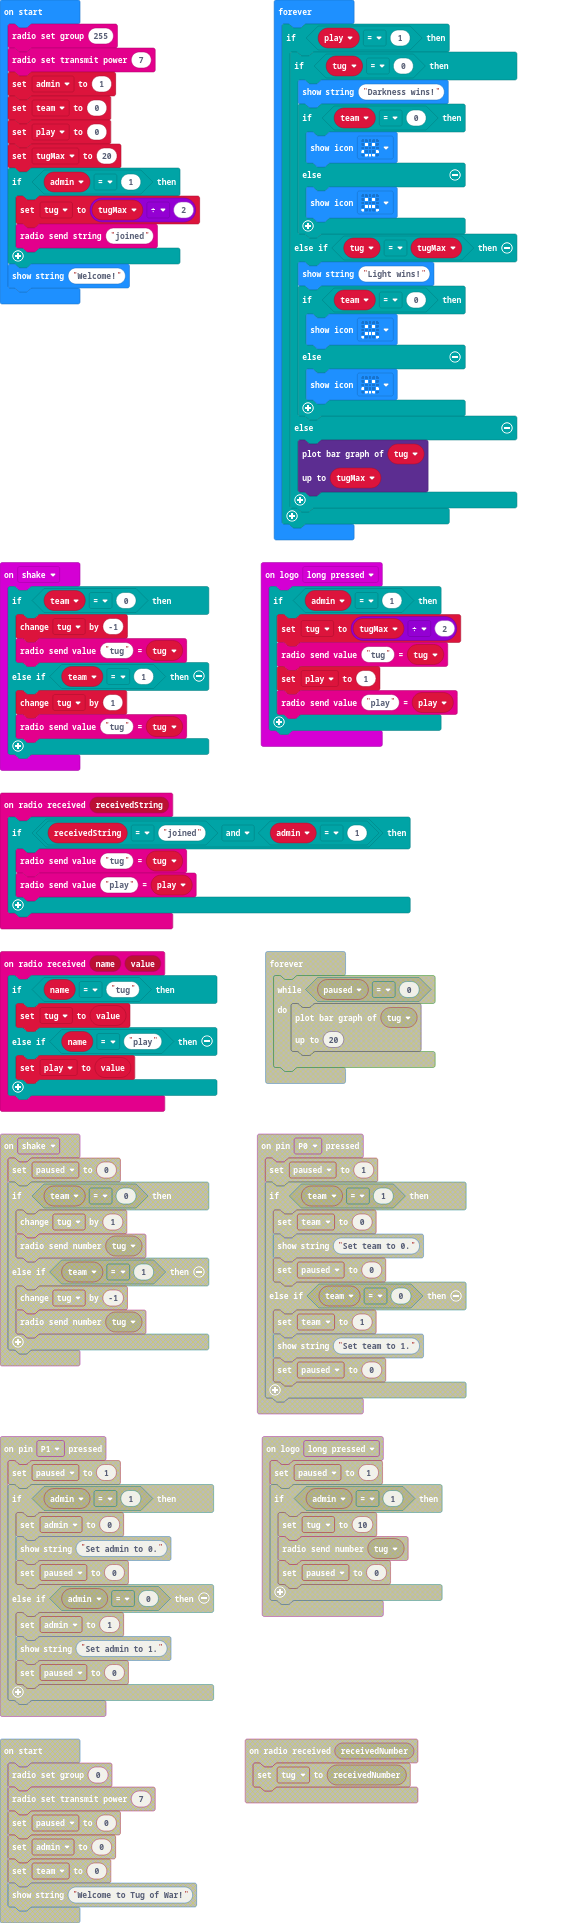 on start
radio set group 255
radio set transmit power 7
set admin to 1
set team to 0
set play to 0
set tugMax to 20
if admin = 1 then
set tug to tugMax ÷ 2
radio send string "joined"
show string "Welcome!"
forever
if play = 1 then
if tug = 0 then
show string "Darkness wins!"
if team = 0 then
show icon
else
show icon
else if tug = tugMax then
show string "Light wins!"
if team = 0 then
show icon
else
show icon
else
plot bar graph of tug
up to tugMax
on shake
if team = 0 then
change tug by -1
radio send value "tug" = tug
else if team = 1 then
change tug by 1
radio send value "tug" = tug
on logo long pressed
if admin = 1 then
set tug to tugMax ÷ 2
radio send value "tug" = tug
set play to 1
radio send value "play" = play
on radio received receivedString
if receivedString = "joined" and admin = 1 then
radio send value "tug" = tug
radio send value "play" = play
on radio received name value
if name = "tug" then
set tug to value
else if name = "play" then
set play to value
forever
while paused = 0
do
plot bar graph of tug
up to 20
on shake
set paused to 0
if team = 0 then
change tug by 1
radio send number tug
else if team = 1 then
change tug by -1
radio send number tug
on pin P0 pressed
set paused to 1
if team = 1 then
set team to 0
show string "Set team to 0."
set paused to 0
else if team = 0 then
set team to 1
show string "Set team to 1."
set paused to 0
on pin P1 pressed
set paused to 1
if admin = 1 then
set admin to 0
show string "Set admin to 0."
set paused to 0
else if admin = 0 then
set admin to 1
show string "Set admin to 1."
set paused to 0
on logo long pressed
set paused to 1
if admin = 1 then
set tug to 10
radio send number tug
set paused to 0
on start
radio set group 0
radio set transmit power 7
set paused to 0
set admin to 0
set team to 0
show string "Welcome to Tug of War!"
on radio received receivedNumber
set tug to receivedNumber